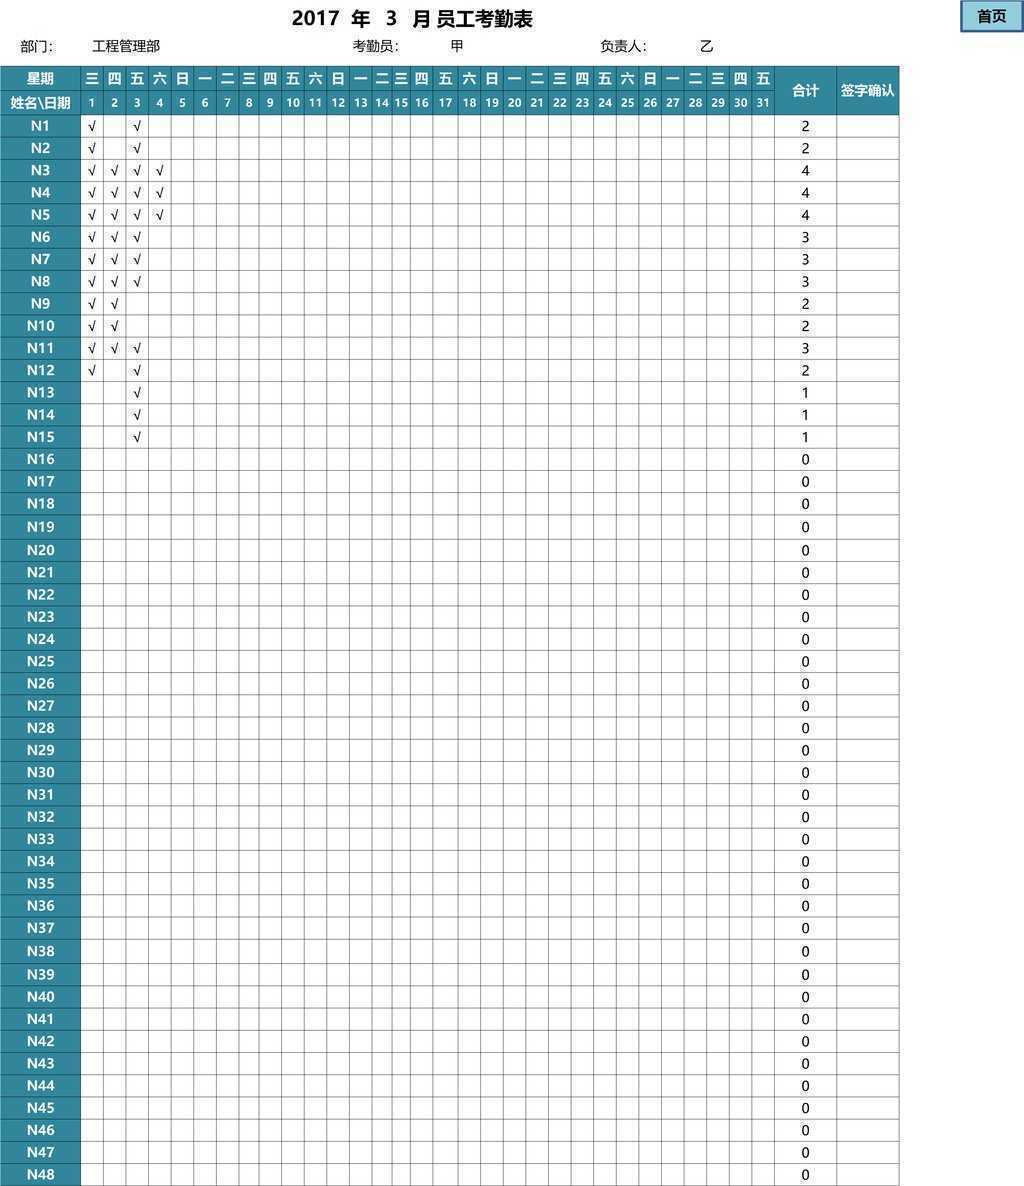 2017 年 3 月 员工考勤表 首页
部门： 工程管理部 考勤员： 甲 负责人： 乙
星期 三 四 五 六 日 一 二 三 四 五 六 日 一 二 三 四 五 六 日 一 二 三 四 五 六 日 一 二 三 四 五 合计 签字确认
姓名\日期 1 2 3 4 5 6 7 8 9 10 11 12 13 14 15 16 17 18 19 20 21 22 23 24 25 26 27 28 29 30 31
N1 √ √ 2
N2 √ √ 2
N3 √ √ √ √ 4
N4 √ √ √ √ 4
N5 √ √ √ √ 4
N6 √ √ √ 3
N7 √ √ √ 3
N8 √ √ √ 3
N9 √ √ 2
N10 √ √ 2
N11 √ √ √ 3
N12 √ √ 2
N13 √ 1
N14 √ 1
N15 √ 1
N16 0
N17 0
N18 0
N19 0
N20 0
N21 0
N22 0
N23 0
N24 0
N25 0
N26 0
N27 0
N28 0
N29 0
N30 0
N31 0
N32 0
N33 0
N34 0
N35 0
N36 0
N37 0
N38 0
N39 0
N40 0
N41 0
N42 0
N43 0
N44 0
N45 0
N46 0
N47 0
N48 0